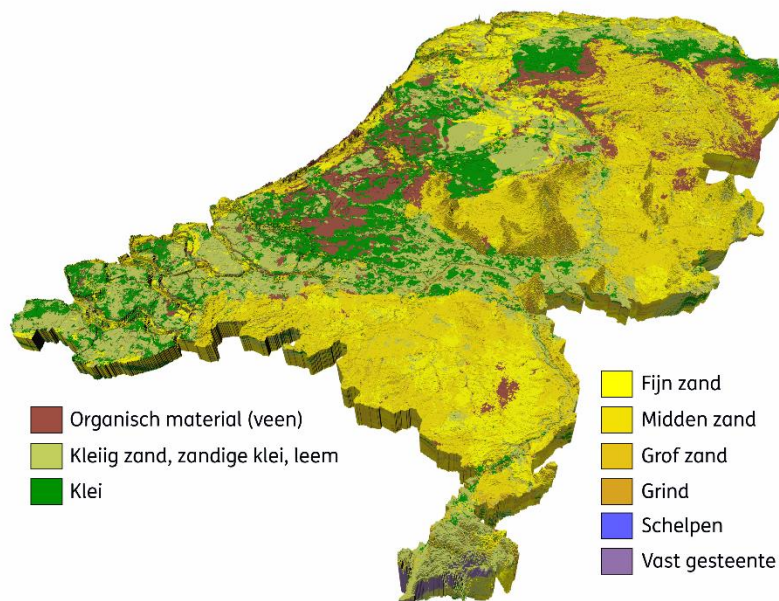 Organisch material (veen)
Kleiig zand, zandige klei, leem
Klei
Fijn zand
Midden zand
Grof zand
Grind
Schelpen
Vast gesteente